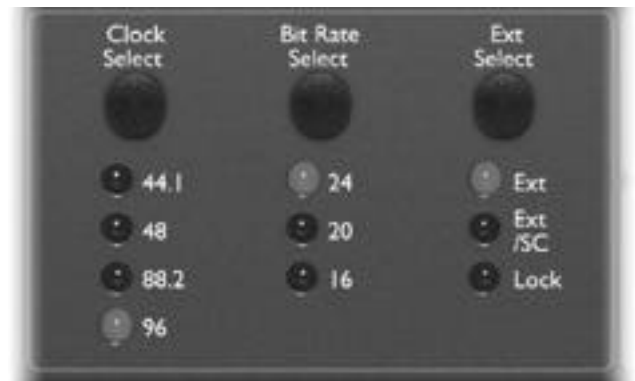 Clock
Select
44.1
48
88.2
96
Bit Rate
Select
24
20
16
Ext
Select
Ext
Ext
/SC
Lock